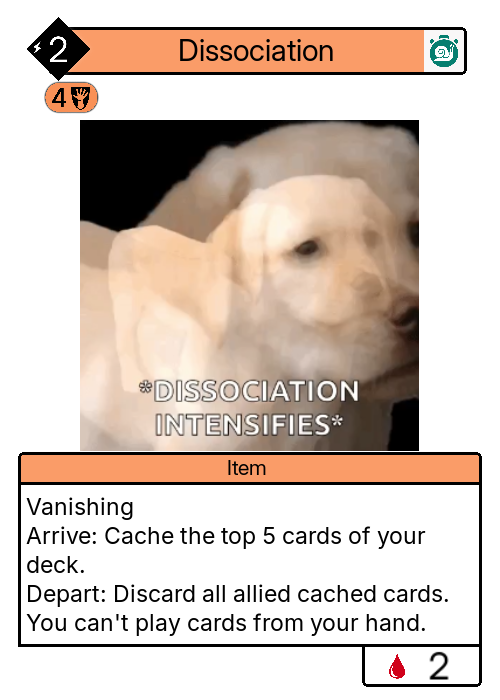 2
Dissociation
4
*DISSOCIATION
INTENSIFIES*
Item
Vanishing
Arrive: Cache the top 5 cards of your
deck.
Depart: Discard all allied cached cards.
You can't play cards from your hand.
2